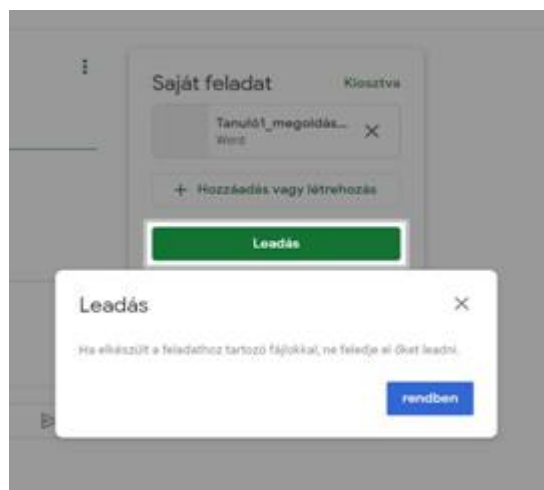 Saját feladat Kiosztva
Tanuló1_megoldás...
Word
+ Hozzáadás vagy létrehozás
Leadás
Leadás
Ha elkészült a feladathoz tartozó fájlokkal, ne feledje el őket leadni.
rendben